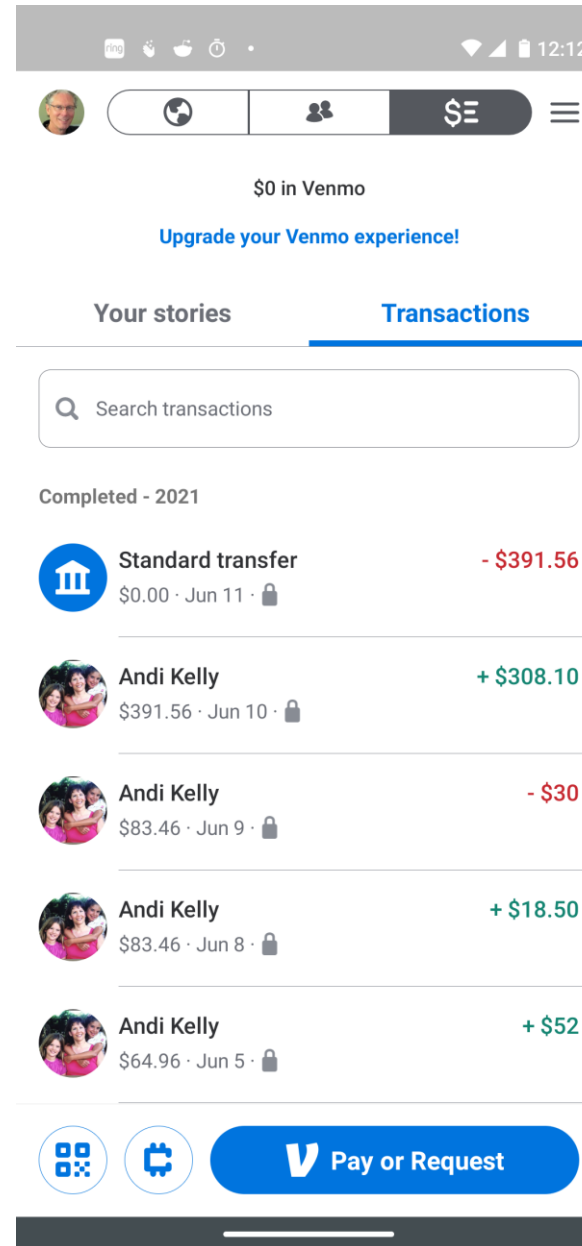 ring 12:12
$0 in Venmo
Upgrade your Venmo experience!
Your stories Transactions
Search transactions
Completed - 2021
Standard transfer - $391.56
$0.00 · Jun 11 ·
Andi Kelly + $308.10
$391.56 · Jun 10 ·
Andi Kelly - $30
$83.46 · Jun 9 ·
Andi Kelly + $18.50
$83.46 · Jun 8 ·
Andi Kelly + $52
$64.96 · Jun 5 ·
Pay or Request